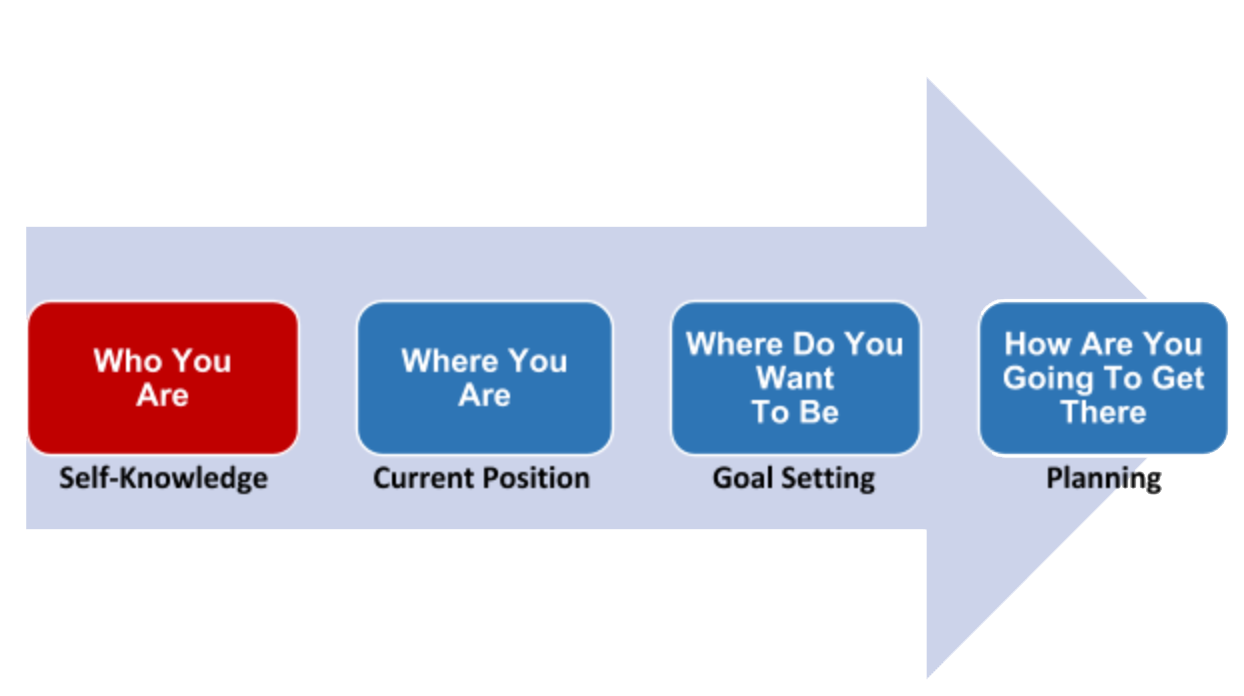 Who You
Are
Self-Knowledge
Where You
Are
Current Position
Where Do You
Want
To Be
Goal Setting
How Are You
Going To Get
There
Planning